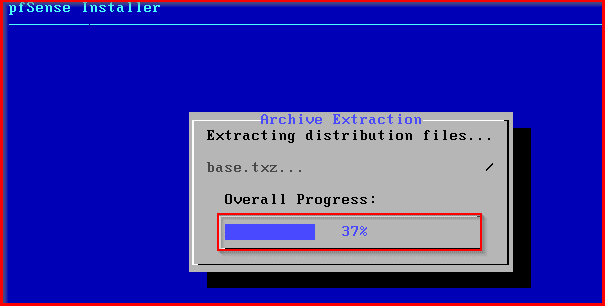 pfSense Installer
Archive Extraction
Extracting distribution files...
base.txz... /
Overall Progress:
37%